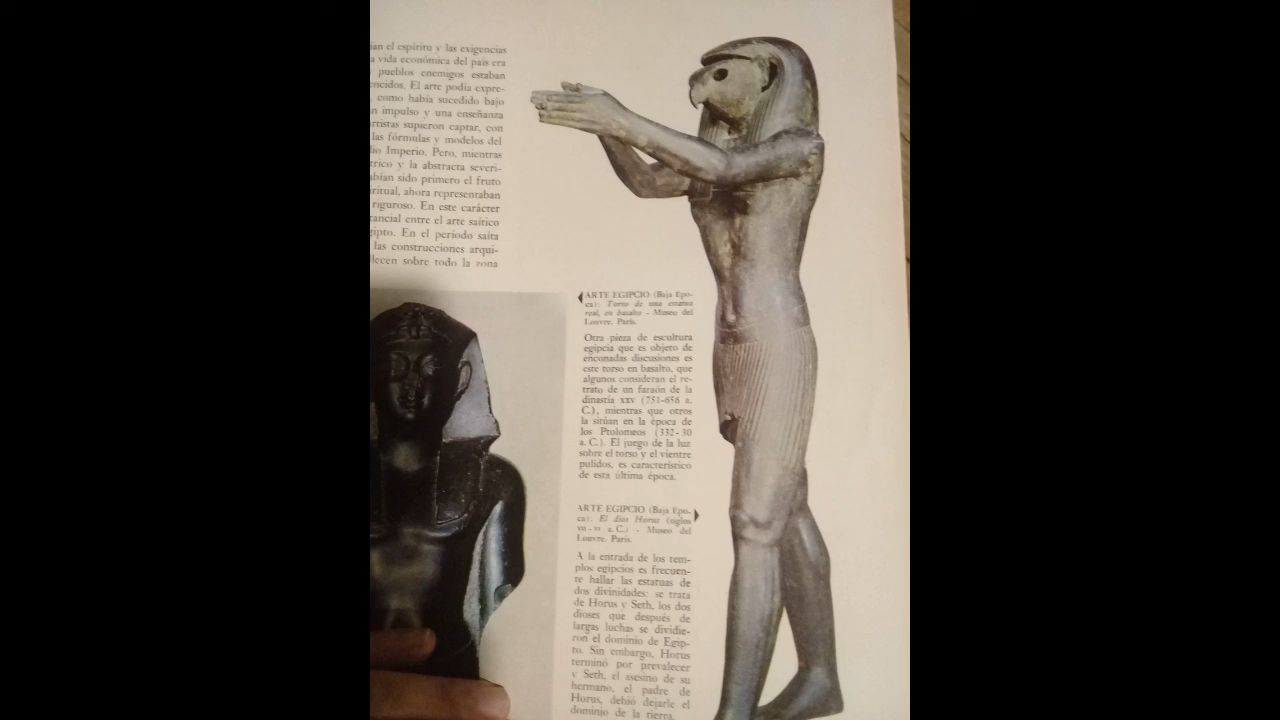 an el espíritu y las exigencias
a vida económica del país era
pueblos enemigos estaban
ncidos. El arte podía expre-
, como había sucedido bajo
n impulso y una enseñanza
rtistas supieron captar, con
las fórmulas y modelos del
io Imperio. Pero, mientras
trico y la abstracta severi-
bían sido primero el fruto
ritual, ahora representaban
riguroso. En este carácter
tancial entre el arte saítico
gipto. En el período saíta
las construcciones arqui-
lecen sobre todo la zona
ARTE EGIPCIO (Baja Epo-
ca): Torso de una estatua
real, en basalto - Museo del
Louvre. París.
Otra pieza de escultura
egipcia que es objeto de
enconadas discusiones es
este torso en basalto, que
algunos consideran el re-
trato de un faraón de la
dinastía XXV (751-656 a.
C.), mientras que otros
la sitúan en la época de
los Ptolomeos (332-30
a. C.). El juego de la luz
sobre el torso y el vientre
pulidos, es característico
de esta última época.
ARTE EGIPCIO (Baja Epo-
ca): El dios Horus (siglos
VII-VI a. C.) - Museo del
Louvre. París.
A la entrada de los tem-
plos egipcios es frecuen-
te hallar las estatuas de
dos divinidades: se trata
de Horus y Seth, los dos
dioses que después de
largas luchas se dividie-
ron el dominio de Egip-
to. Sin embargo, Horus
terminó por prevalecer
y Seth, el asesino de su
hermano, el padre de
Horus, debió dejarle el
dominio de la tierra.